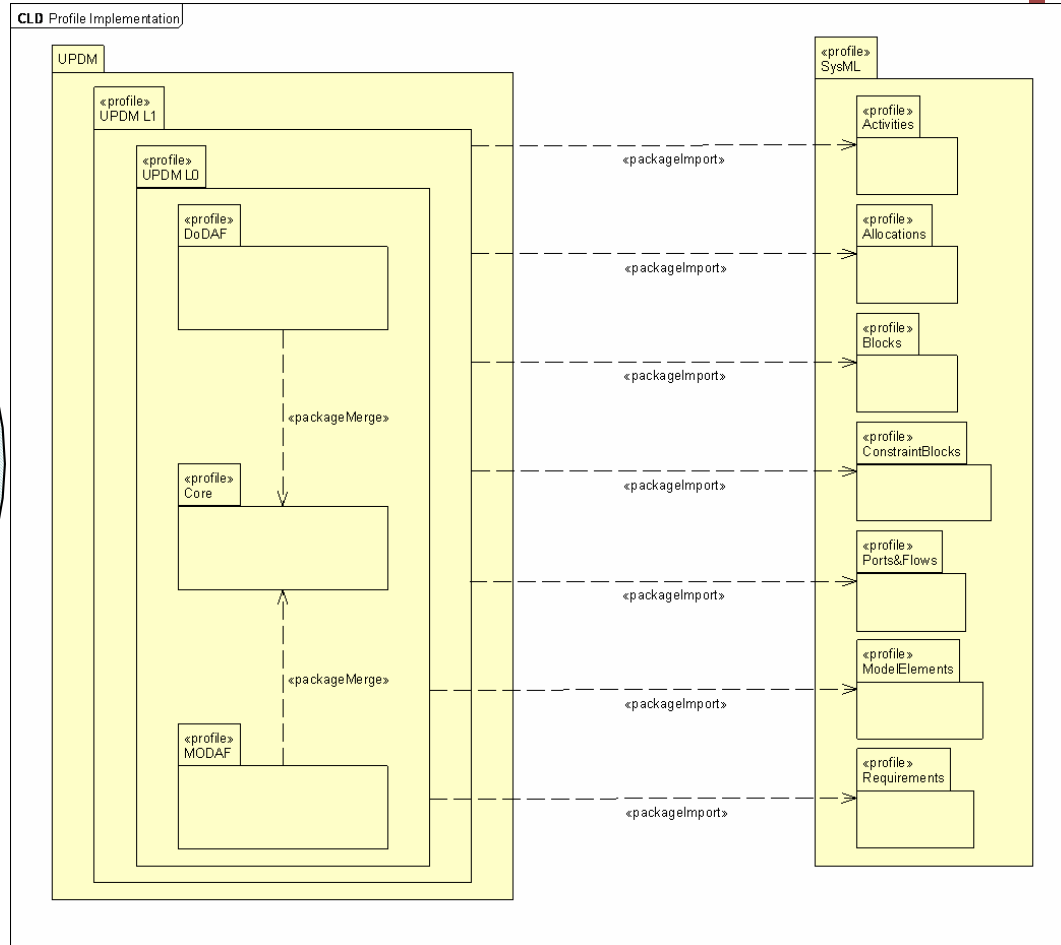 CLD Profile Implementation
UPDM
«profile»
UPDM L1
«profile»
UPDM L0
«profile»
DoDAF
«packageMerge»
«profile»
Core
«packageMerge»
«profile»
MODAF
«packageImport»
«packageImport»
«packageImport»
«packageImport»
«packageImport»
«packageImport»
«packageImport»
«profile»
SysML
«profile»
Activities
«profile»
Allocations
«profile»
Blocks
«profile»
ConstraintBlocks
«profile»
Ports&Flows
«profile»
ModelElements
«profile»
Requirements